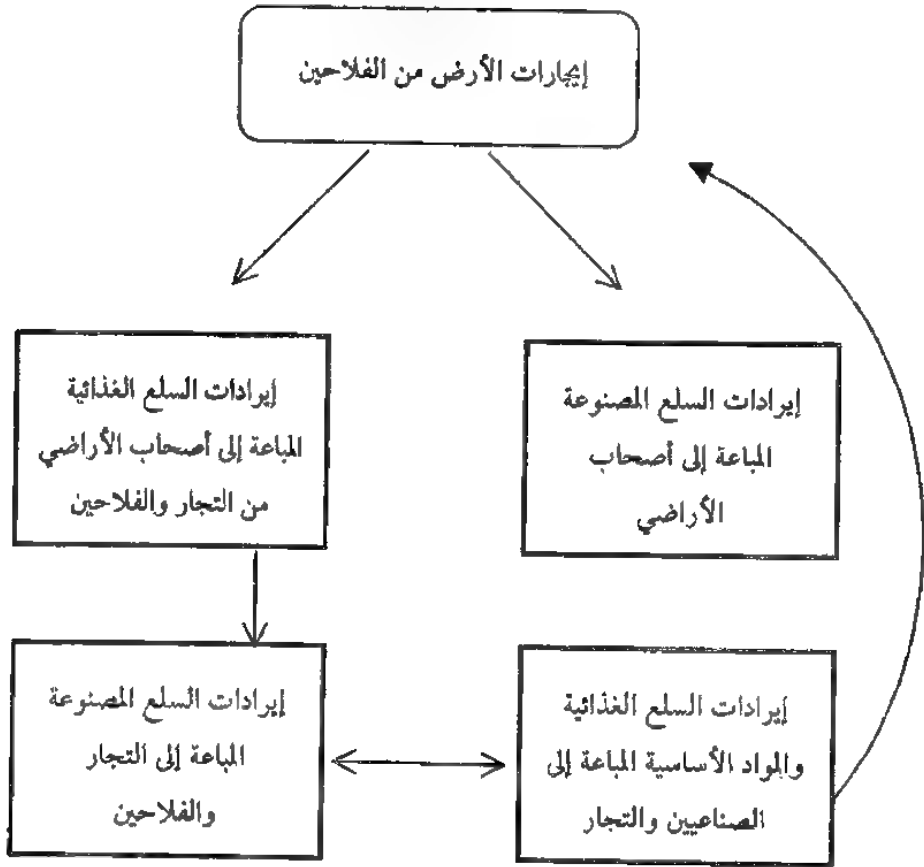 إيجارات الأرض من الفلاحين
إيرادات السلع المصنوعة
المباعة إلى أصحاب
الأراضي
إيرادات السلع الغذائية
المباعة إلى أصحاب الأراضي
من التجار والفلاحين
إيرادات السلع الغذائية
والمواد الأساسية المباعة إلى
الصناعيين والتجار
إيرادات السلع المصنوعة
المباعة إلى التجار
والفلاحين